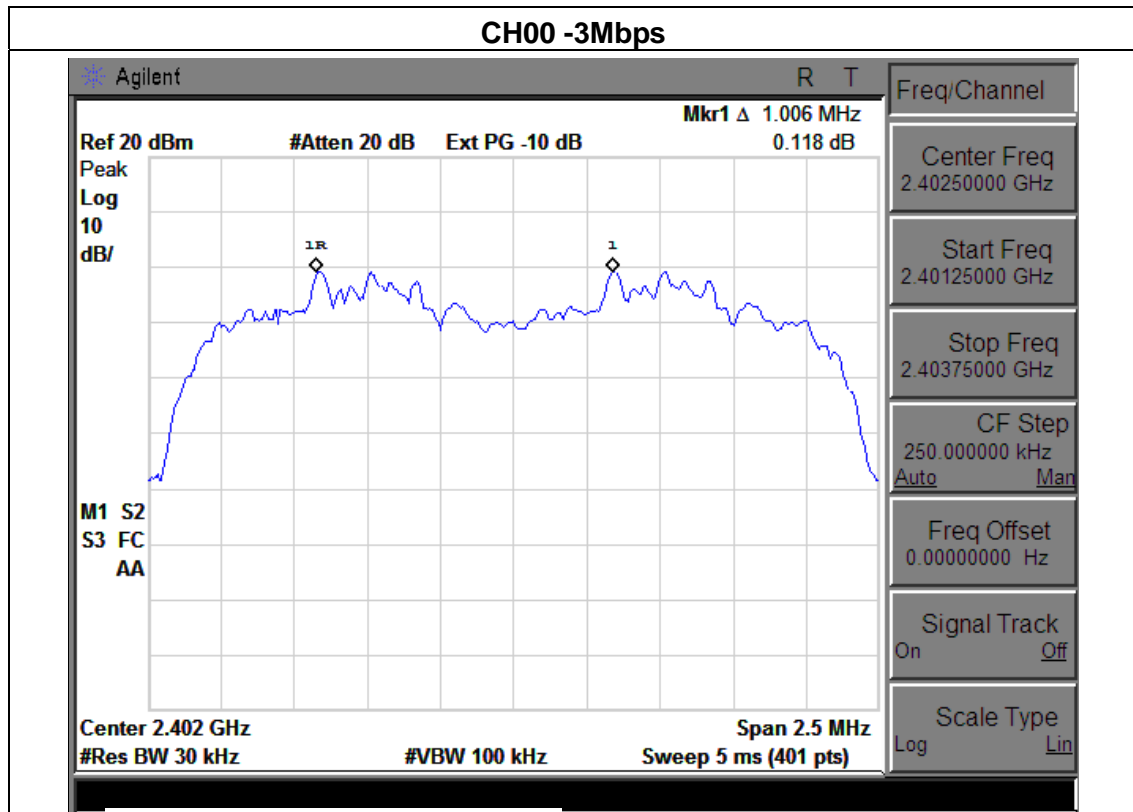 CH00 -3Mbps
Agilent R T
Mkr1 Δ 1.006 MHz
Ref 20 dBm #Atten 20 dB Ext PG -10 dB 0.118 dB
Peak
Log
10
dB/
1R
1
M1 S2
S3 FC
AA
Center 2.402 GHz Span 2.5 MHz
#Res BW 30 kHz #VBW 100 kHz Sweep 5 ms (401 pts)
Freq/Channel
Center Freq
2.40250000 GHz
Start Freq
2.40125000 GHz
Stop Freq
2.40375000 GHz
CF Step
250.000000 kHz
Auto Man
Freq Offset
0.00000000 Hz
Signal Track
On Off
Scale Type
Log Lin